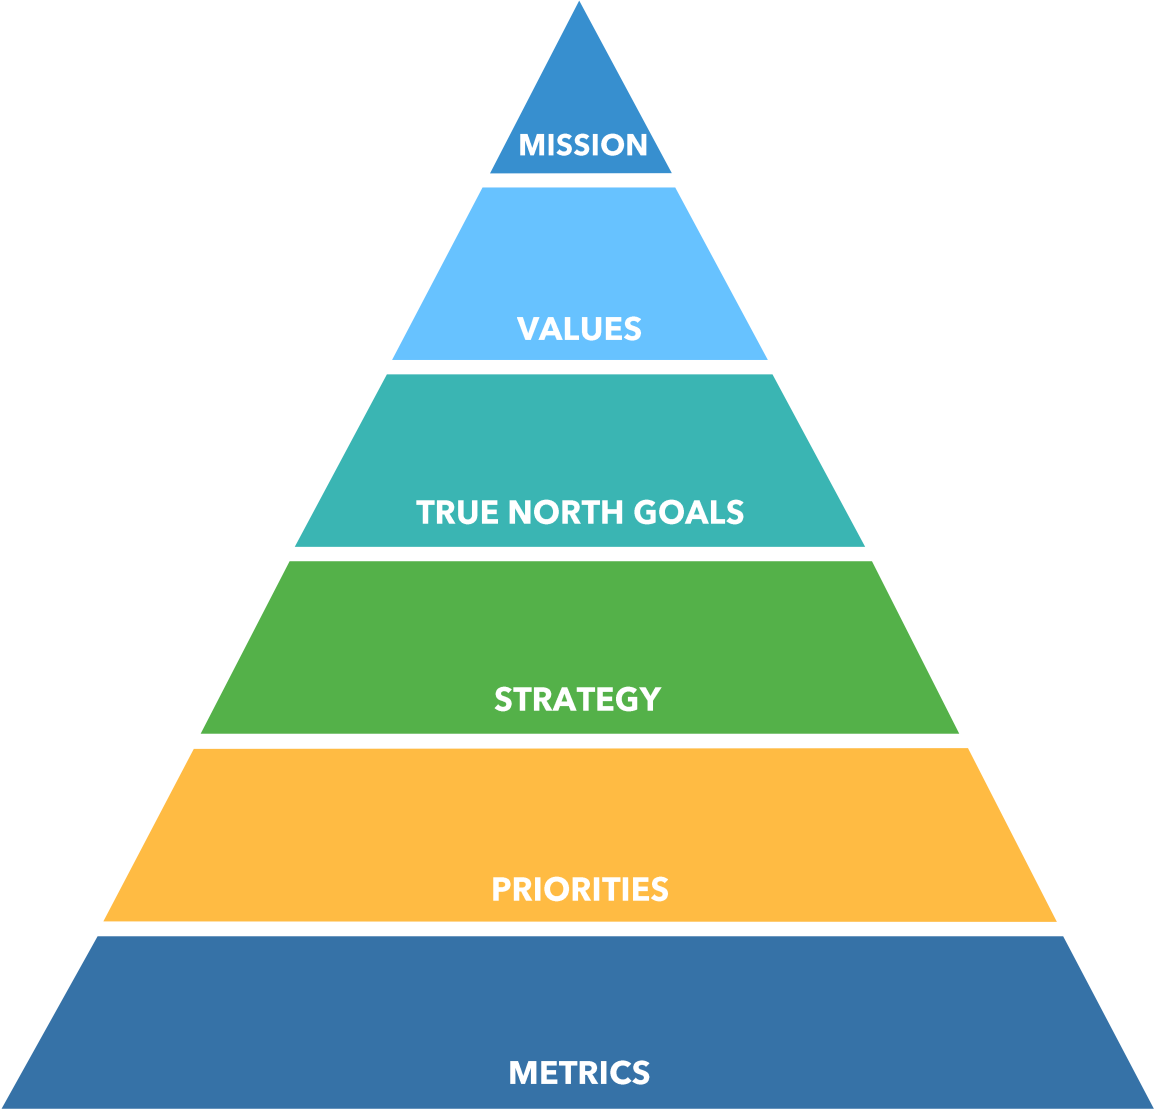 MISSION
VALUES
TRUE NORTH GOALS
STRATEGY
PRIORITIES
METRICS